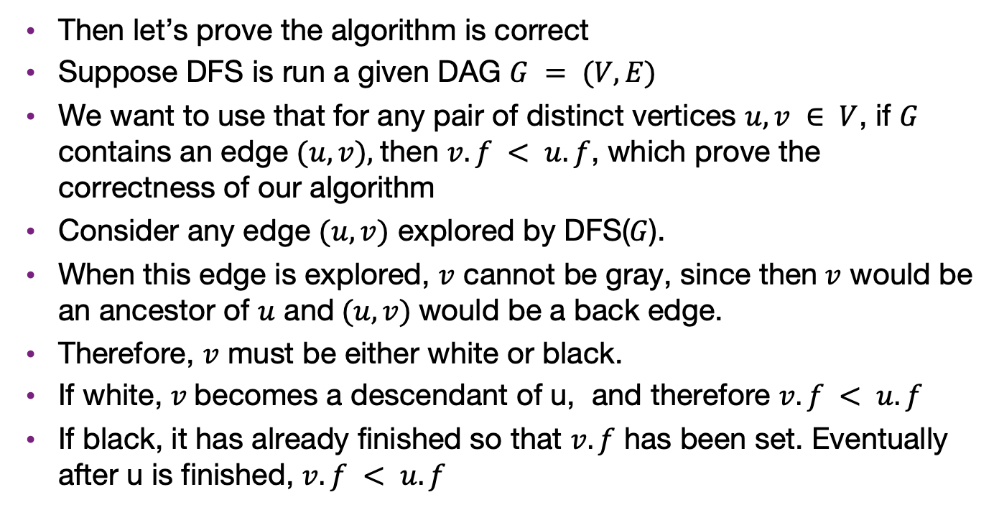 • Then let’s prove the algorithm is correct
• Suppose DFS is run a given DAG G = (V, E)
• We want to use that for any pair of distinct vertices u, v ∈ V, if G
contains an edge (u, v), then v. f < u. f, which prove the
correctness of our algorithm
• Consider any edge (u, v) explored by DFS(G).
• When this edge is explored, v cannot be gray, since then v would be
an ancestor of u and (u, v) would be a back edge.
• Therefore, v must be either white or black.
• If white, v becomes a descendant of u, and therefore v. f < u. f
• If black, it has already finished so that v. f has been set. Eventually
after u is finished, v. f < u. f